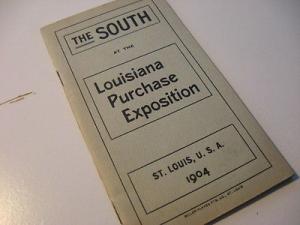 THE SOUTH
AT THE
Louisiana
Purchase
Exposition
ST. LOUIS, U. S. A.
1904